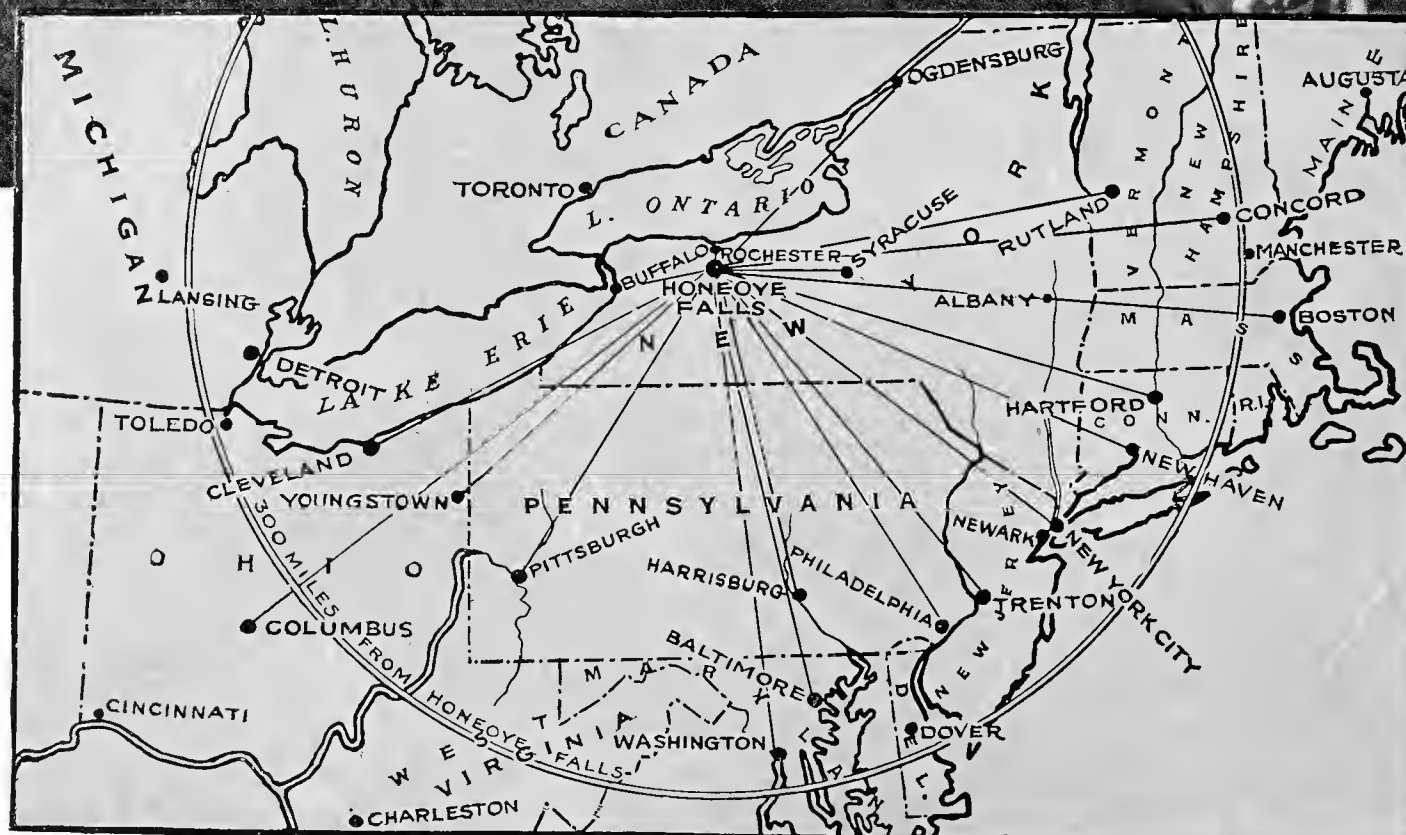 MICHIGAN
L. HURON
CANADA
OGDENSBURG
VERMONT
NEW HAMPSHIRE
MAINE
AUGUSTA
TORONTO
L. ONTARIO
NEW YORK
SYRACUSE
RUTLAND
CONCORD
MANCHESTER
BUFFALO
ROCHESTER
HONEOYE
FALLS
LANSING
ALBANY
MASS
BOSTON
DETROIT
LAKE ERIE
TOLEDO
HARTFORD
CONN.
R.I.
CLEVELAND
YOUNGSTOWN
PENNSYLVANIA
NEW HAVEN
NEWARK
NEW YORK CITY
OHIO
PITTSBURGH
HARRISBURG
PHILADELPHIA
TRENTON
NEW JERSEY
COLUMBUS
300 MILES FROM HONEOYE FALLS
BALTIMORE
MARYLAN
DEL.
CINCINNATI
WEST
VIRGINIA
WASHINGTON
DOVER
CHARLESTON